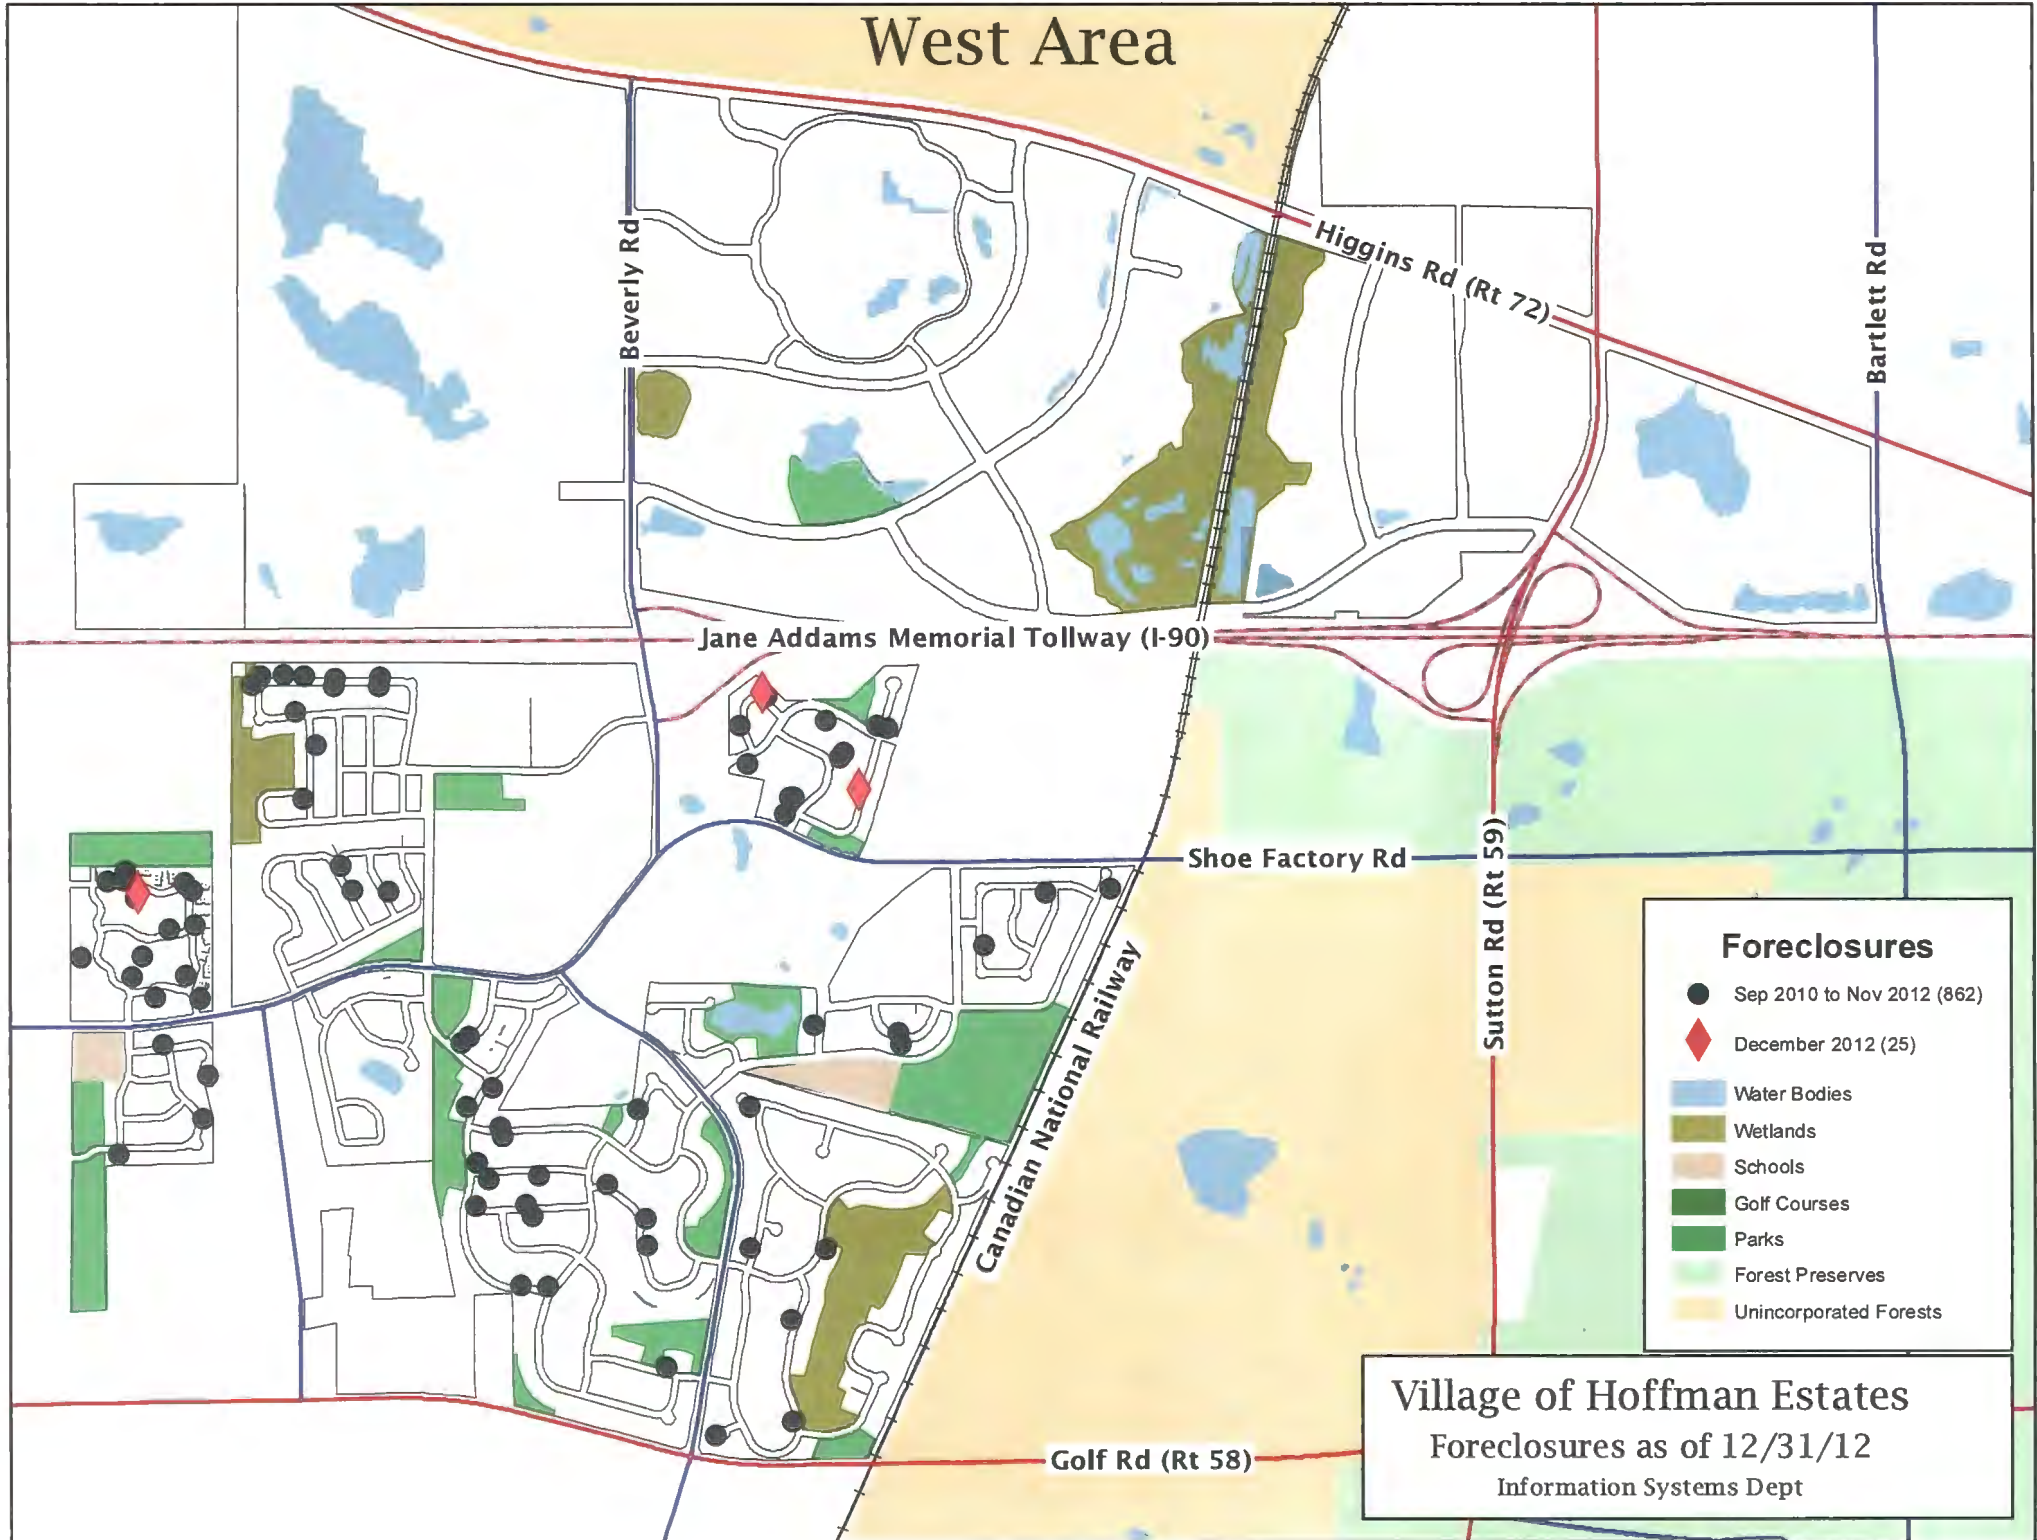 West Area
Higgins Rd (Rt 72)
Beverly Rd
Bartlett Rd
Jane Addams Memorial Tollway (I-90)
Shoe Factory Rd
Sutton Rd (Rt 59)
Canadian National Railway
Golf Rd (Rt 58)
Foreclosures
Sep 2010 to Nov 2012 (862)
December 2012 (25)
Water Bodies
Wetlands
Schools
Golf Courses
Parks
Forest Preserves
Unincorporated Forests
Village of Hoffman Estates
Foreclosures as of 12/31/12
Information Systems Dept